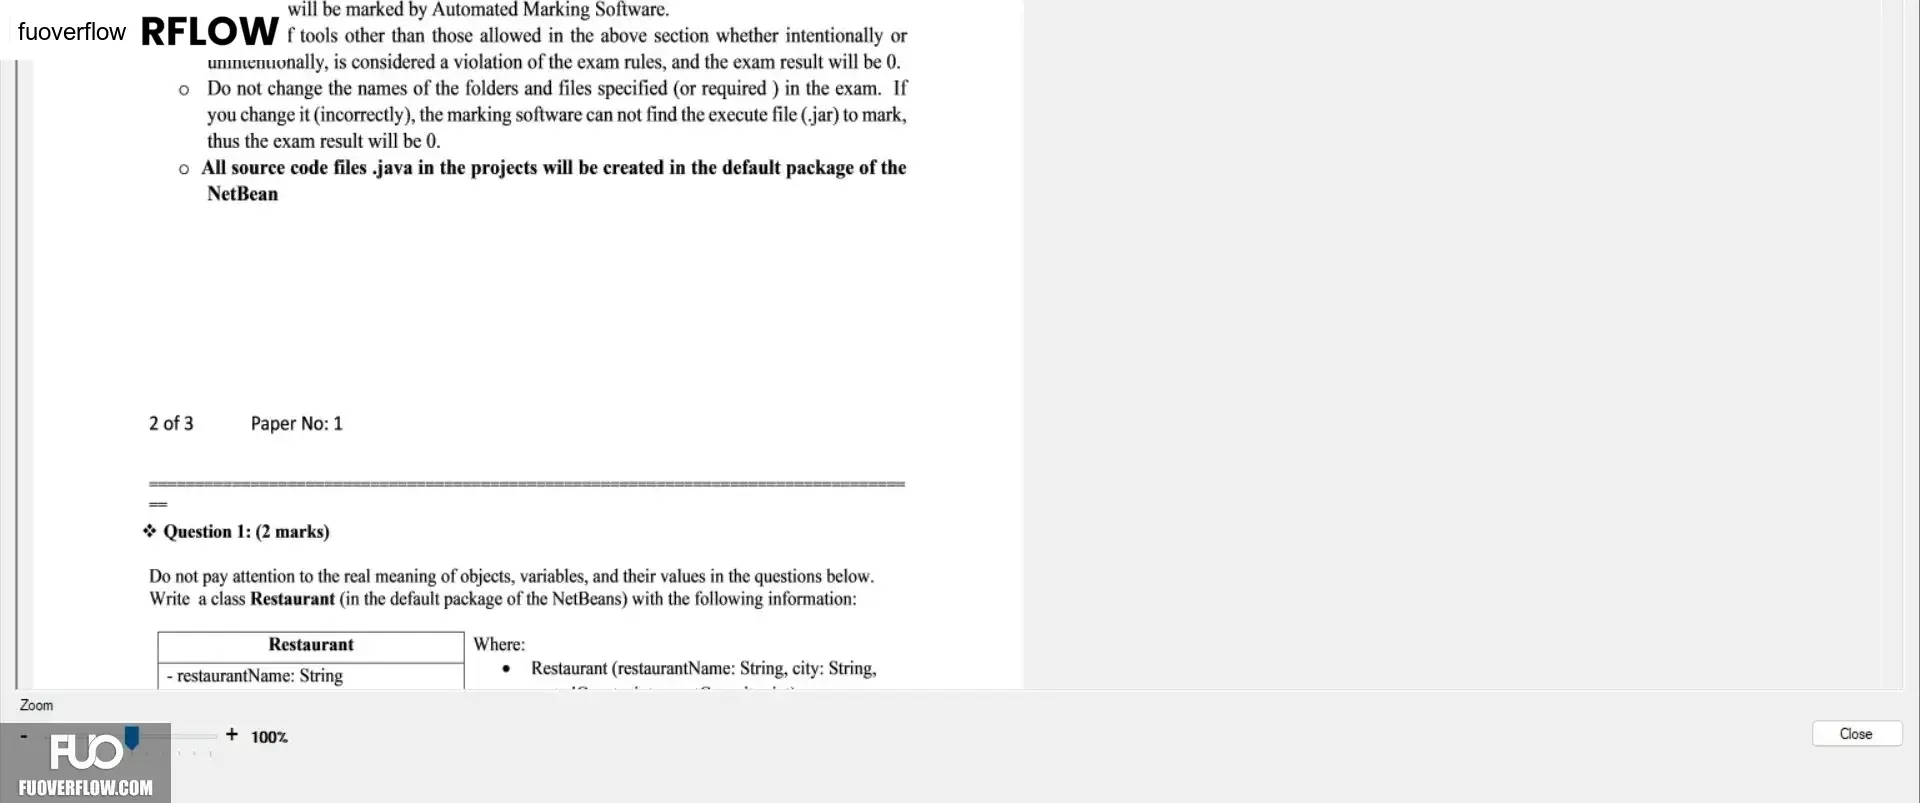 will be marked by Automated Marking Software.
fuoverflow RFLOW f tools other than those allowed in the above section whether intentionally or
unintentionally, is considered a violation of the exam rules, and the exam result will be 0.
o Do not change the names of the folders and files specified (or required ) in the exam. If
you change it (incorrectly), the marking software can not find the execute file (.jar) to mark,
thus the exam result will be 0.
o All source code files .java in the projects will be created in the default package of the
NetBean
2 of 3 Paper No: 1
==
❖ Question 1: (2 marks)
Do not pay attention to the real meaning of objects, variables, and their values in the questions below.
Write a class Restaurant (in the default package of the NetBeans) with the following information:
Restaurant
- restaurantName: String
Where:
• Restaurant (restaurantName: String, city: String,
Zoom
- + 100%
Close
FUO
FUOVERFLOW.COM